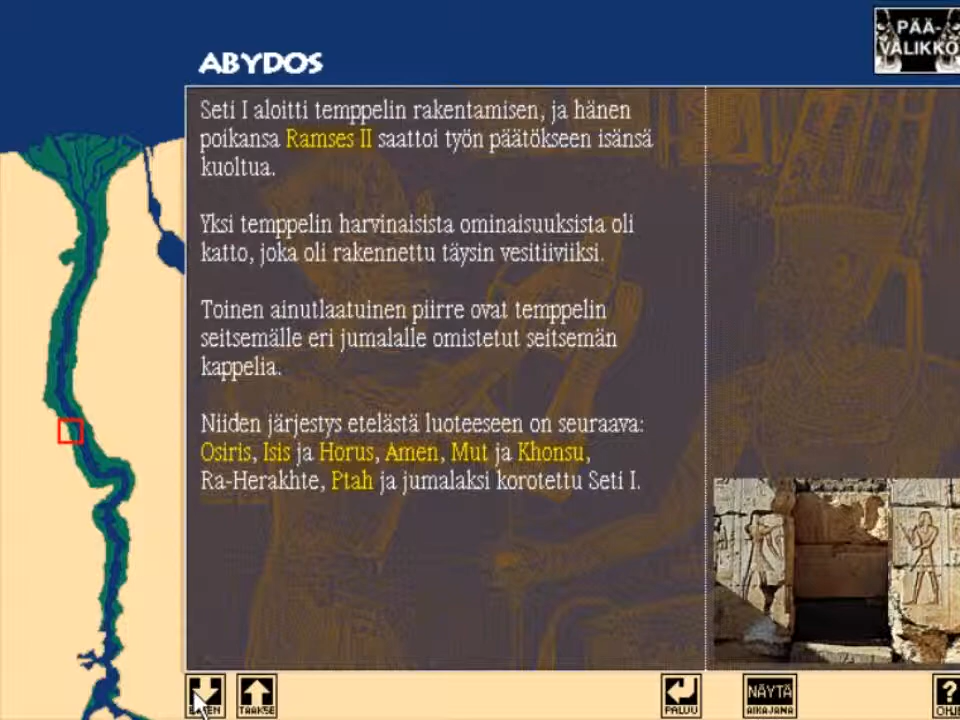 PÄÄ-
VALIKKO
ABYDOS
Seti I aloitti temppelin rakentamisen, ja hänen
poikansa Ramses II saattoi työn päätökseen isänsä
kuoltua.
Yksi temppelin harvinaisista ominaisuuksista oli
katto, joka oli rakennettu täysin vesitiiviiksi.
Toinen ainutlaatuinen piirre ovat temppelin
seitsemälle eri jumalalle omistetut seitsemän
kappelia.
Niiden järjestys etelästä luoteeseen on seuraava:
Osiris, Isis ja Horus, Amen, Mut ja Khonsu,
Ra-Herakhte, Ptah ja jumalaksi korotettu Seti I.
TAAKSE
PALUU
NÄYTÄ
AIKAJANA
?
OHJE